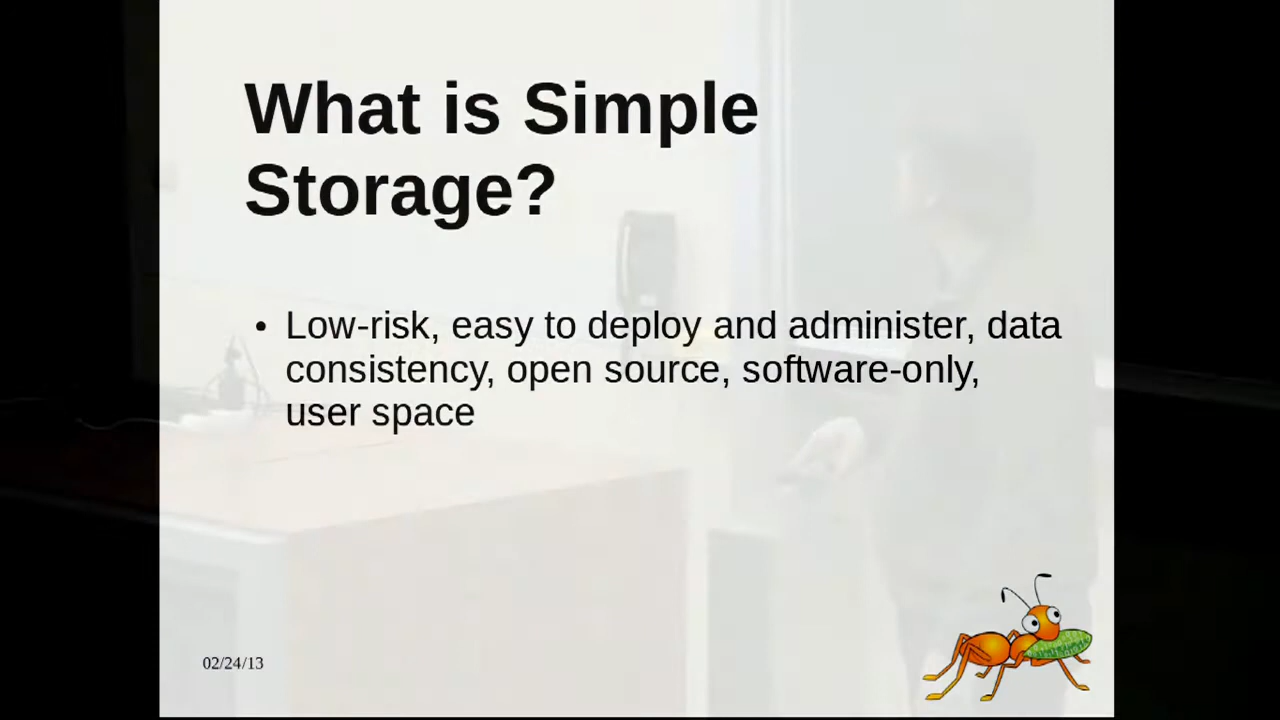 What is Simple
Storage?
• Low-risk, easy to deploy and administer, data
consistency, open source, software-only,
user space
02/24/13